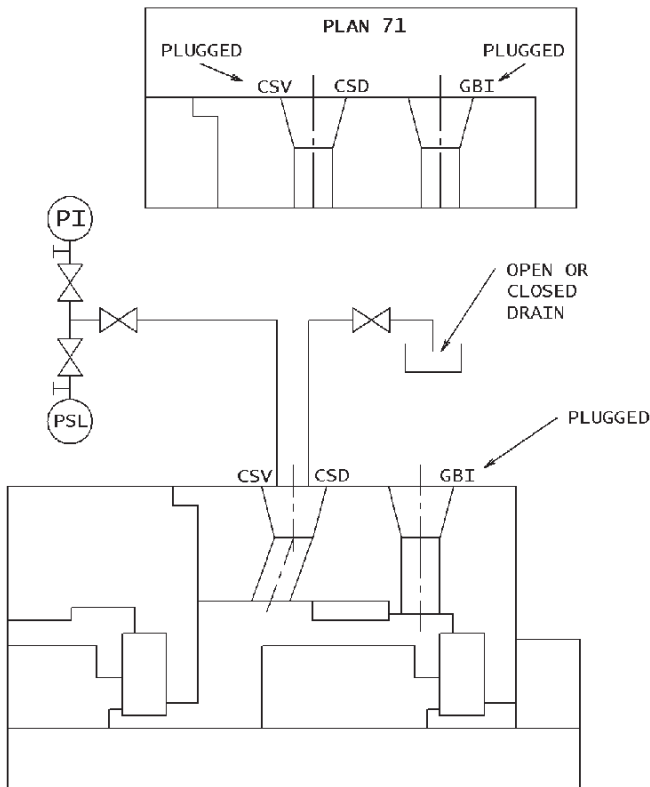 PLAN 71
PLUGGED
PLUGGED
CSV CSD GBI
PI
OPEN OR
CLOSED
DRAIN
PSL
PLUGGED
CSV CSD GBI